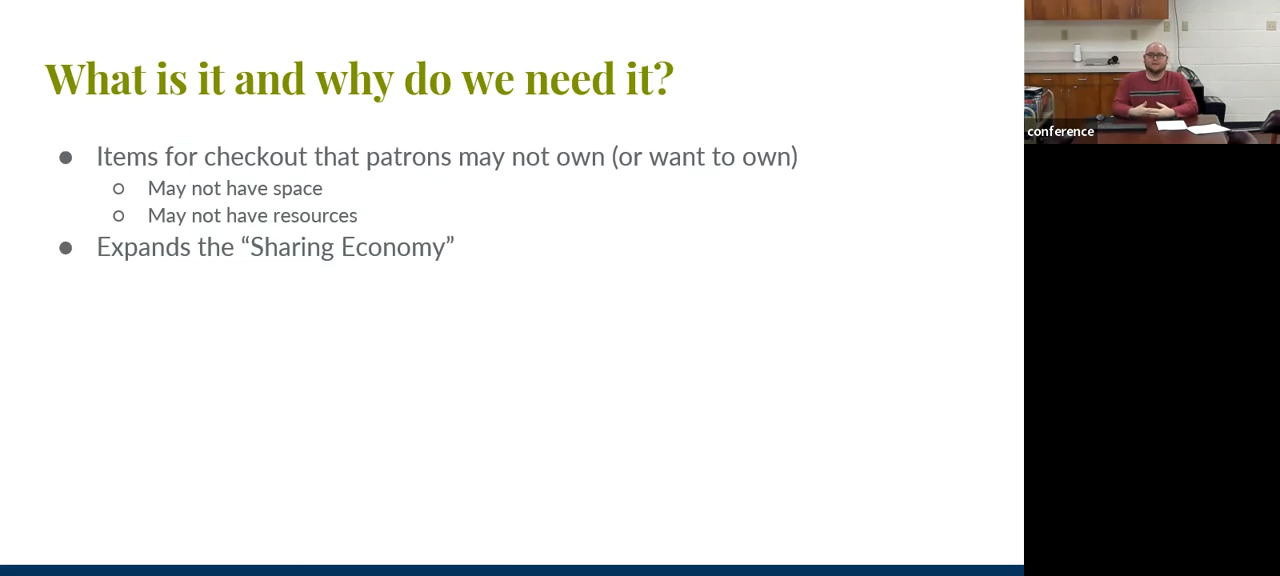 What is it and why do we need it?
● Items for checkout that patrons may not own (or want to own)
○ May not have space
○ May not have resources
● Expands the “Sharing Economy”
conference